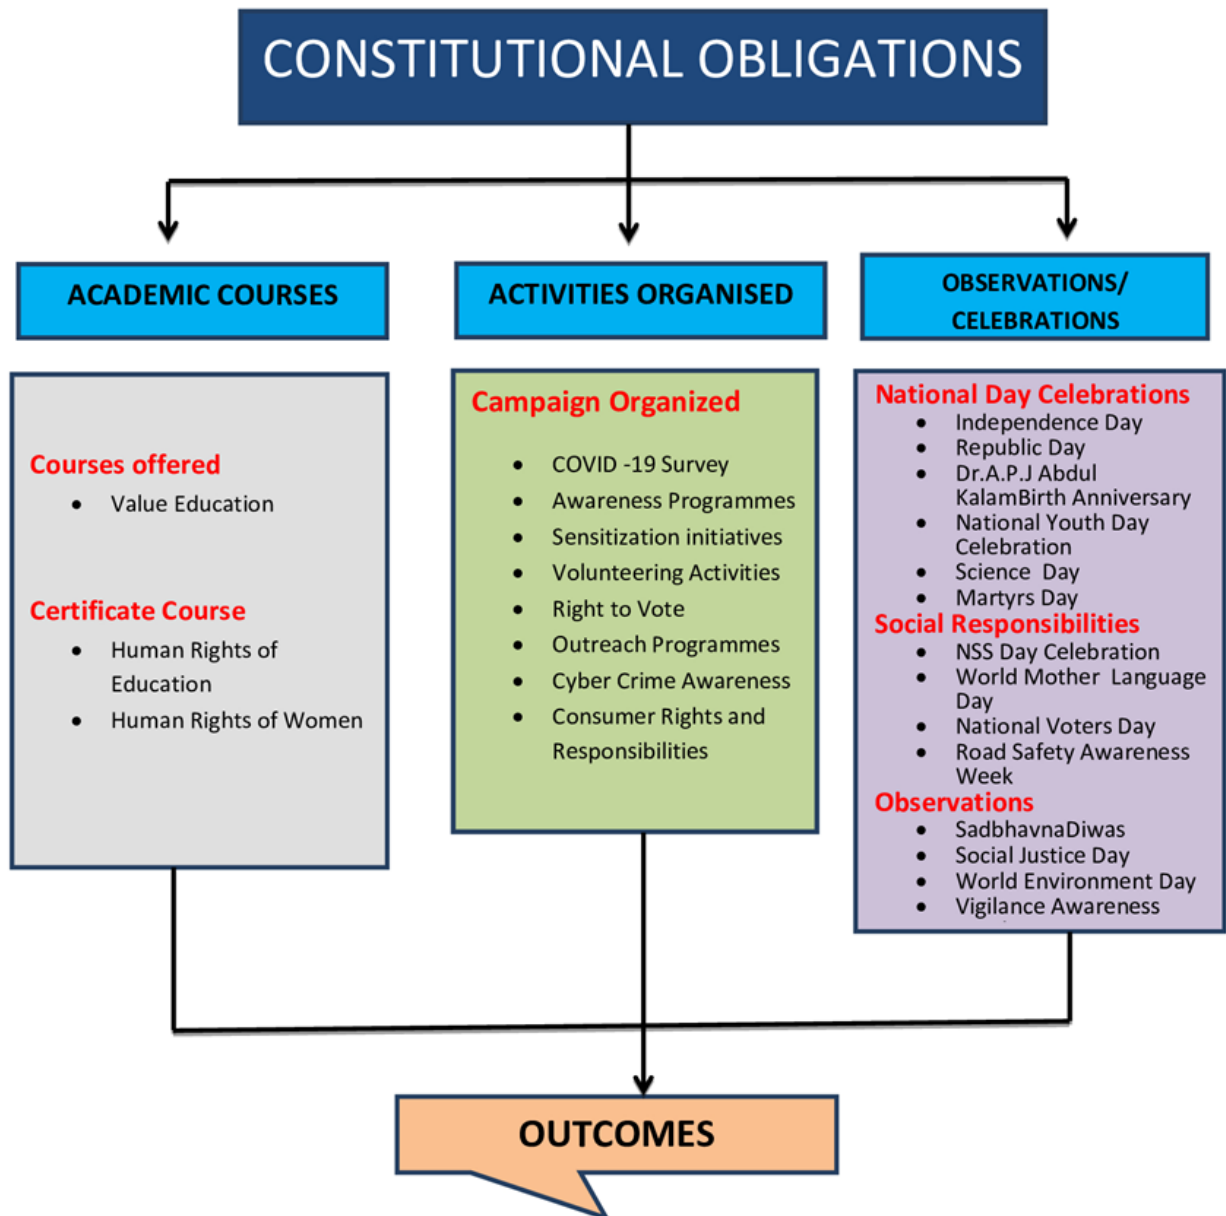 CONSTITUTIONAL OBLIGATIONS
ACADEMIC COURSES
Courses offered
• Value Education
Certificate Course
• Human Rights of
Education
• Human Rights of Women
ACTIVITIES ORGANISED
Campaign Organized
• COVID -19 Survey
• Awareness Programmes
• Sensitization initiatives
• Volunteering Activities
• Right to Vote
• Outreach Programmes
• Cyber Crime Awareness
• Consumer Rights and
Responsibilities
OBSERVATIONS/
CELEBRATIONS
National Day Celebrations
• Independence Day
• Republic Day
• Dr.A.P.J Abdul
KalamBirth Anniversary
• National Youth Day
Celebration
• Science  Day
• Martyrs Day
Social Responsibilities
• NSS Day Celebration
• World Mother  Language
Day
• National Voters Day
• Road Safety Awareness
Week
Observations
• SadbhavnaDiwas
• Social Justice Day
• World Environment Day
• Vigilance Awareness
OUTCOMES